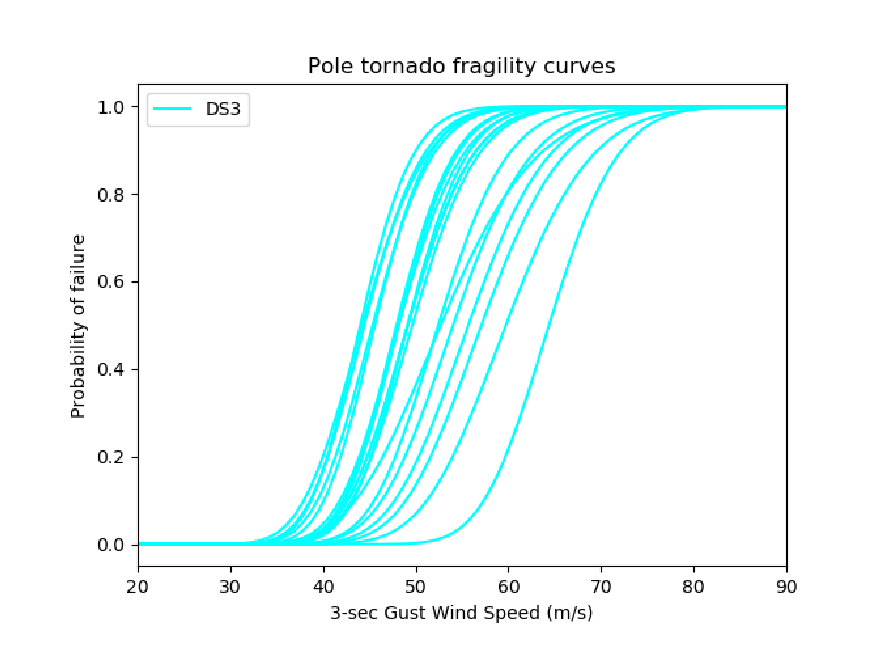 Pole tornado fragility curves
DS3
Probability of failure
1.0
0.8
0.6
0.4
0.2
0.0
20 30 40 50 60 70 80 90
3-sec Gust Wind Speed (m/s)